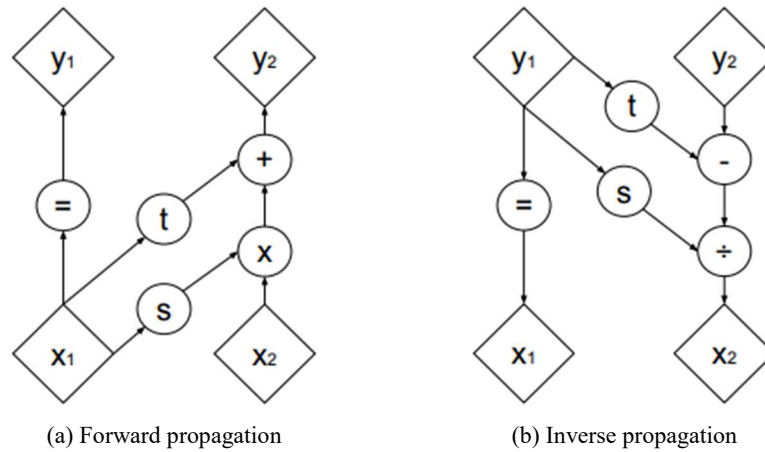 y1 y2 y1 y2
t
+ -
= t = s
x ÷
s
x1 x2 x1 x2
(a) Forward propagation (b) Inverse propagation